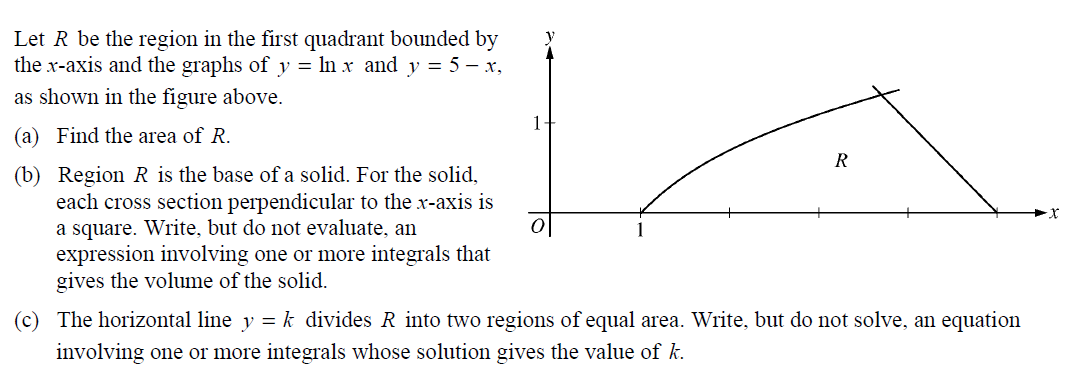 Let R be the region in the first quadrant bounded by
the x-axis and the graphs of y = ln x and y = 5 − x,
as shown in the figure above.
(a) Find the area of R.
(b) Region R is the base of a solid. For the solid,
each cross section perpendicular to the x-axis is
a square. Write, but do not evaluate, an
expression involving one or more integrals that
gives the volume of the solid.
(c) The horizontal line y = k divides R into two regions of equal area. Write, but do not solve, an equation
involving one or more integrals whose solution gives the value of k.
y
1
R
x
O
1